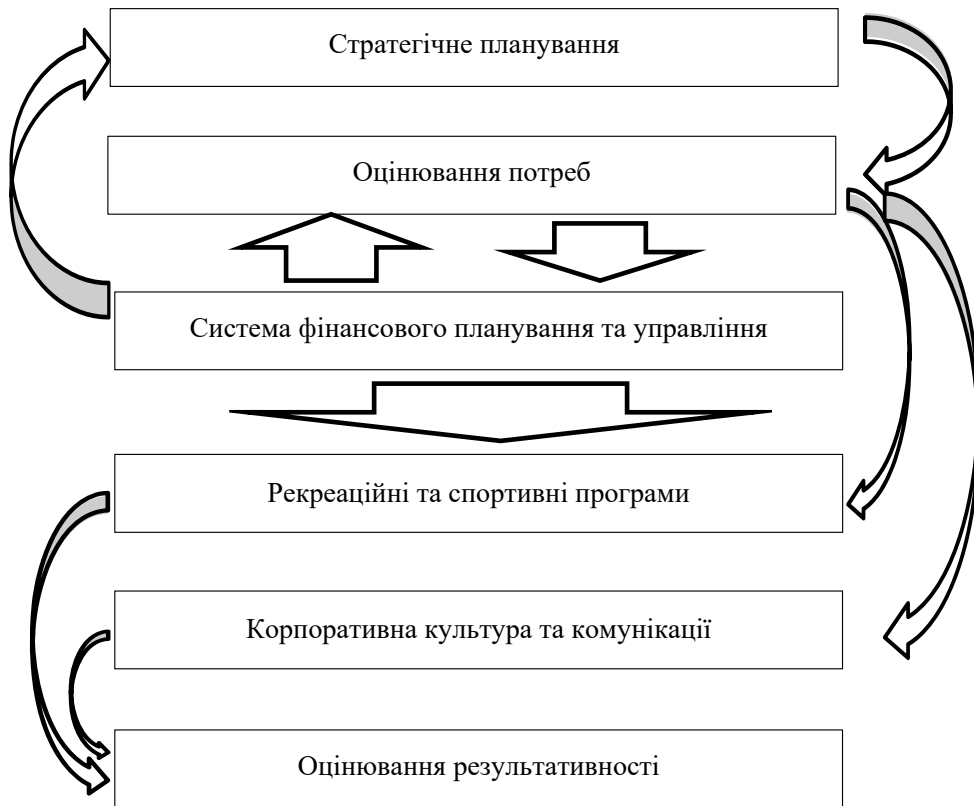 Стратегічне планування
Оцінювання потреб
Система фінансового планування та управління
Рекреаційні та спортивні програми
Корпоративна культура та комунікації
Оцінювання результативності